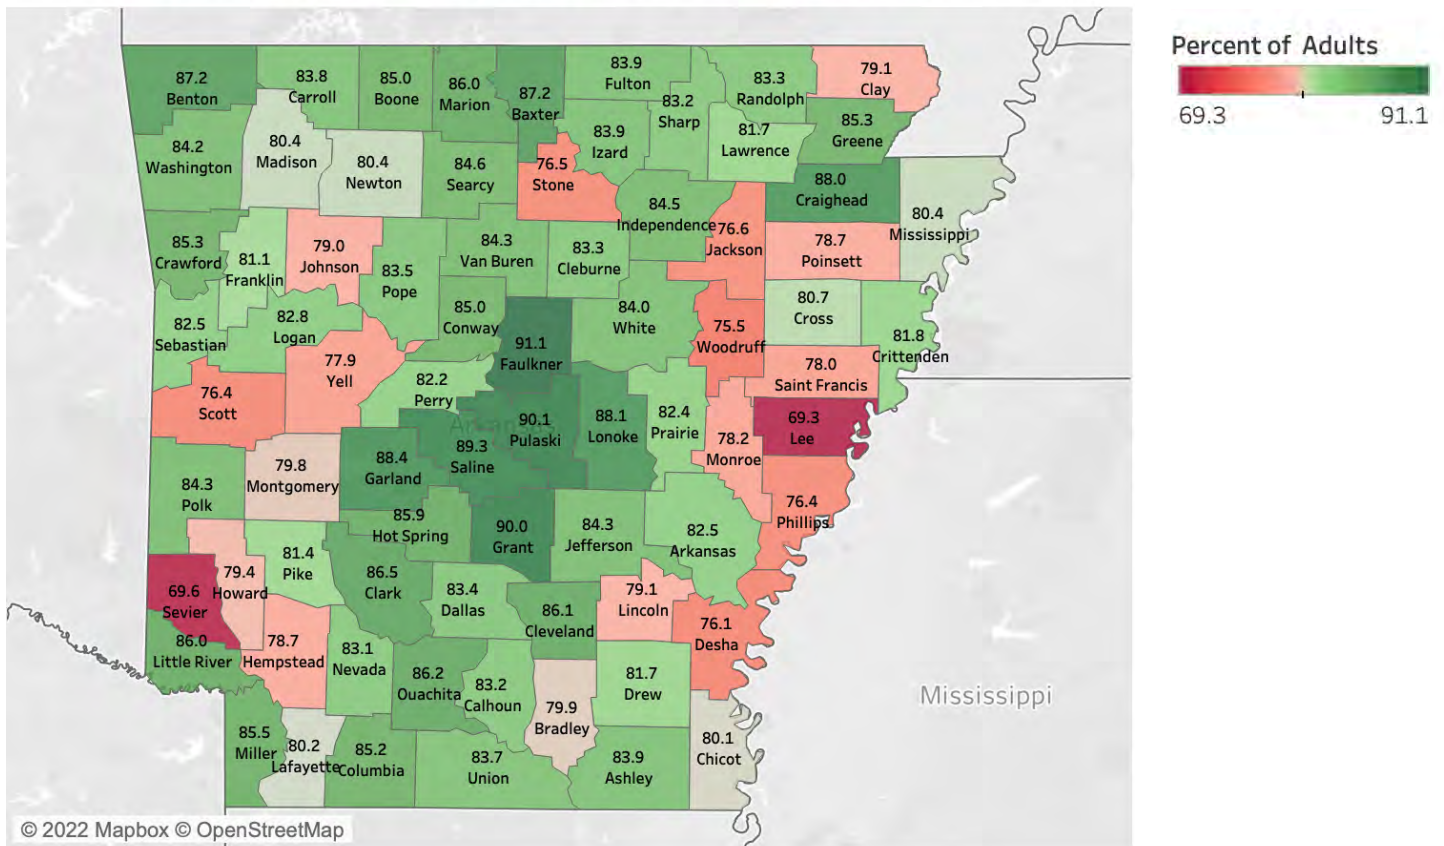 Percent of Adults
69.3
91.1
87.2
Benton
83.8
Carroll
85.0
Boone
86.0
Marion
87.2
Baxter
83.9
Fulton
83.2
Sharp
83.3
Randolph
79.1
Clay
85.3
Greene
84.2
Washington
80.4
Madison
80.4
Newton
84.6
Searcy
76.5
Stone
83.9
Izard
81.7
Lawrence
88.0
Craighead
80.4
Mississippi
84.5
Independence
76.6
Jackson
78.7
Poinsett
85.3
Crawford
81.1
Franklin
79.0
Johnson
83.5
Pope
84.3
Van Buren
83.3
Cleburne
82.5
Sebastian
82.8
Logan
85.0
Conway
84.0
White
75.5
Woodruff
80.7
Cross
81.8
Crittenden
91.1
Faulkner
77.9
Yell
78.0
Saint Francis
76.4
Scott
82.2
Perry
Arkansas
90.1
Pulaski
88.1
Lonoke
82.4
Prairie
78.2
Monroe
69.3
Lee
89.3
Saline
88.4
Garland
79.8
Montgomery
84.3
Polk
76.4
Phillips
85.9
Hot Spring
90.0
Grant
84.3
Jefferson
82.5
Arkansas
81.4
Pike
79.4
Howard
69.6
Sevier
86.5
Clark
83.4
Dallas
86.1
Cleveland
79.1
Lincoln
76.1
Desha
86.0
Little River
78.7
Hempstead
83.1
Nevada
86.2
Ouachita
83.2
Calhoun
79.9
Bradley
81.7
Drew
Mississippi
85.5
Miller
80.2
Lafayette
85.2
Columbia
83.7
Union
83.9
Ashley
80.1
Chicot
© 2022 Mapbox © OpenStreetMap